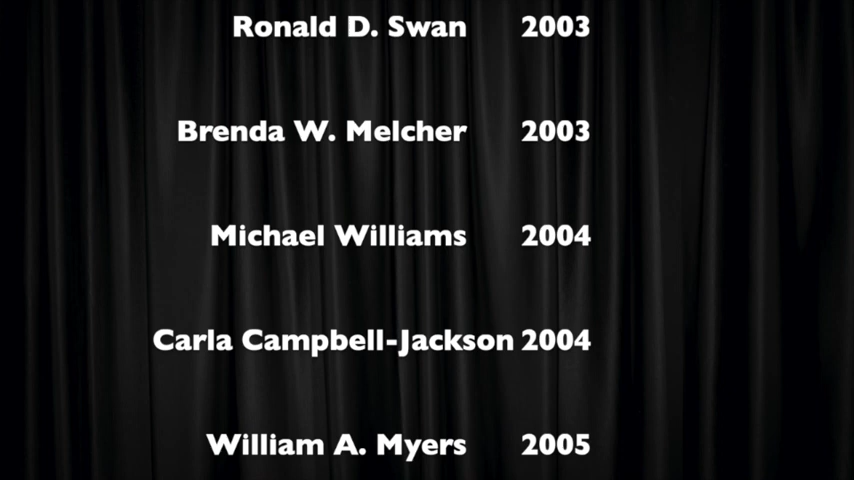 Ronald D. Swan 2003
Brenda W. Melcher 2003
Michael Williams 2004
Carla Campbell-Jackson 2004
William A. Myers 2005